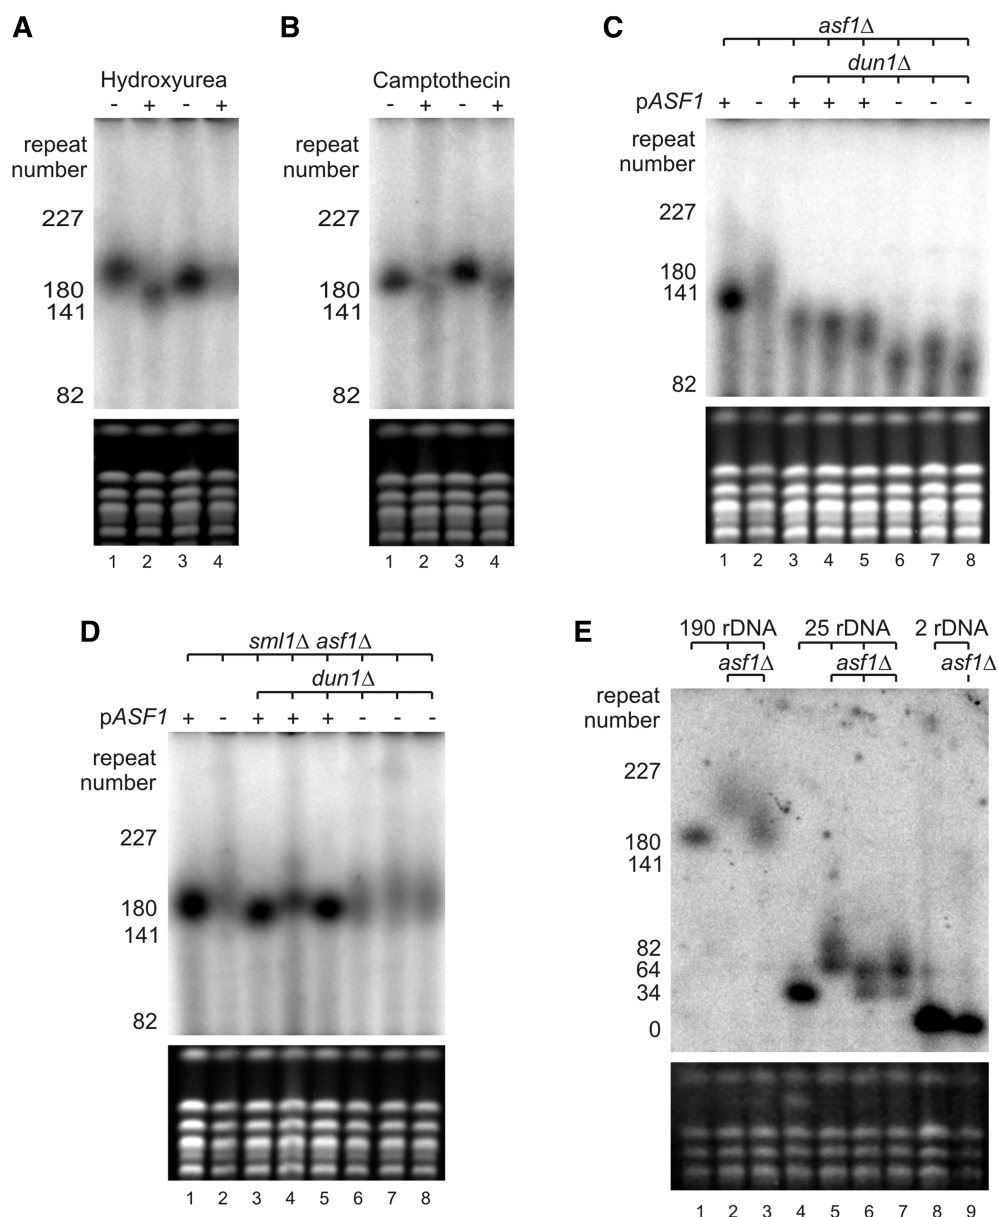 A
Hydroxyurea
- + - +
repeat
number
227
180
141
82
1 2 3 4
B
Camptothecin
- + - +
repeat
number
227
180
141
82
1 2 3 4
C
asf1Δ
dun1Δ
pASF1 + - + + + - - -
repeat
number
227
180
141
82
1 2 3 4 5 6 7 8
D
sml1Δ asf1Δ
dun1Δ
pASF1 + - + + + - - -
repeat
number
227
180
141
82
1 2 3 4 5 6 7 8
E
190 rDNA 25 rDNA 2 rDNA
asf1Δ asf1Δ asf1Δ
repeat
number
227
180
141
82
64
34
0
1 2 3 4 5 6 7 8 9